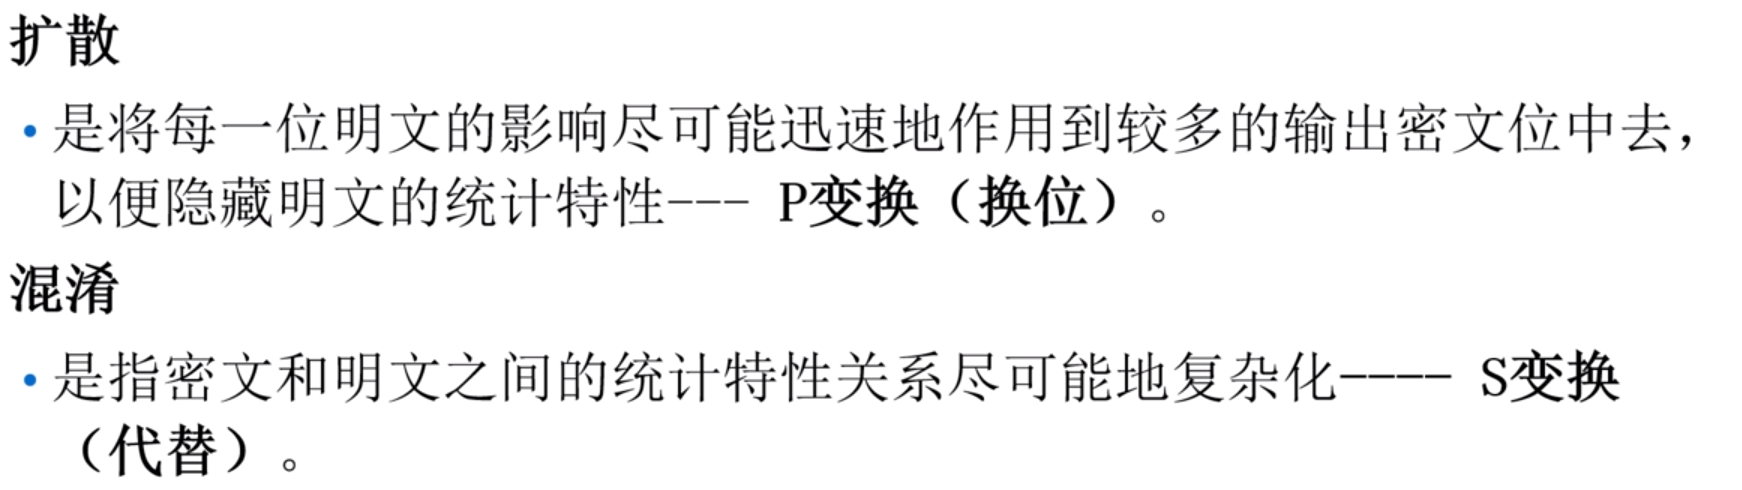 扩散
• 是将每一位明文的影响尽可能迅速地作用到较多的输出密文位中去，
以便隐藏明文的统计特性--- P变换（换位）。
混淆
• 是指密文和明文之间的统计特性关系尽可能地复杂化---- S变换
（代替）。